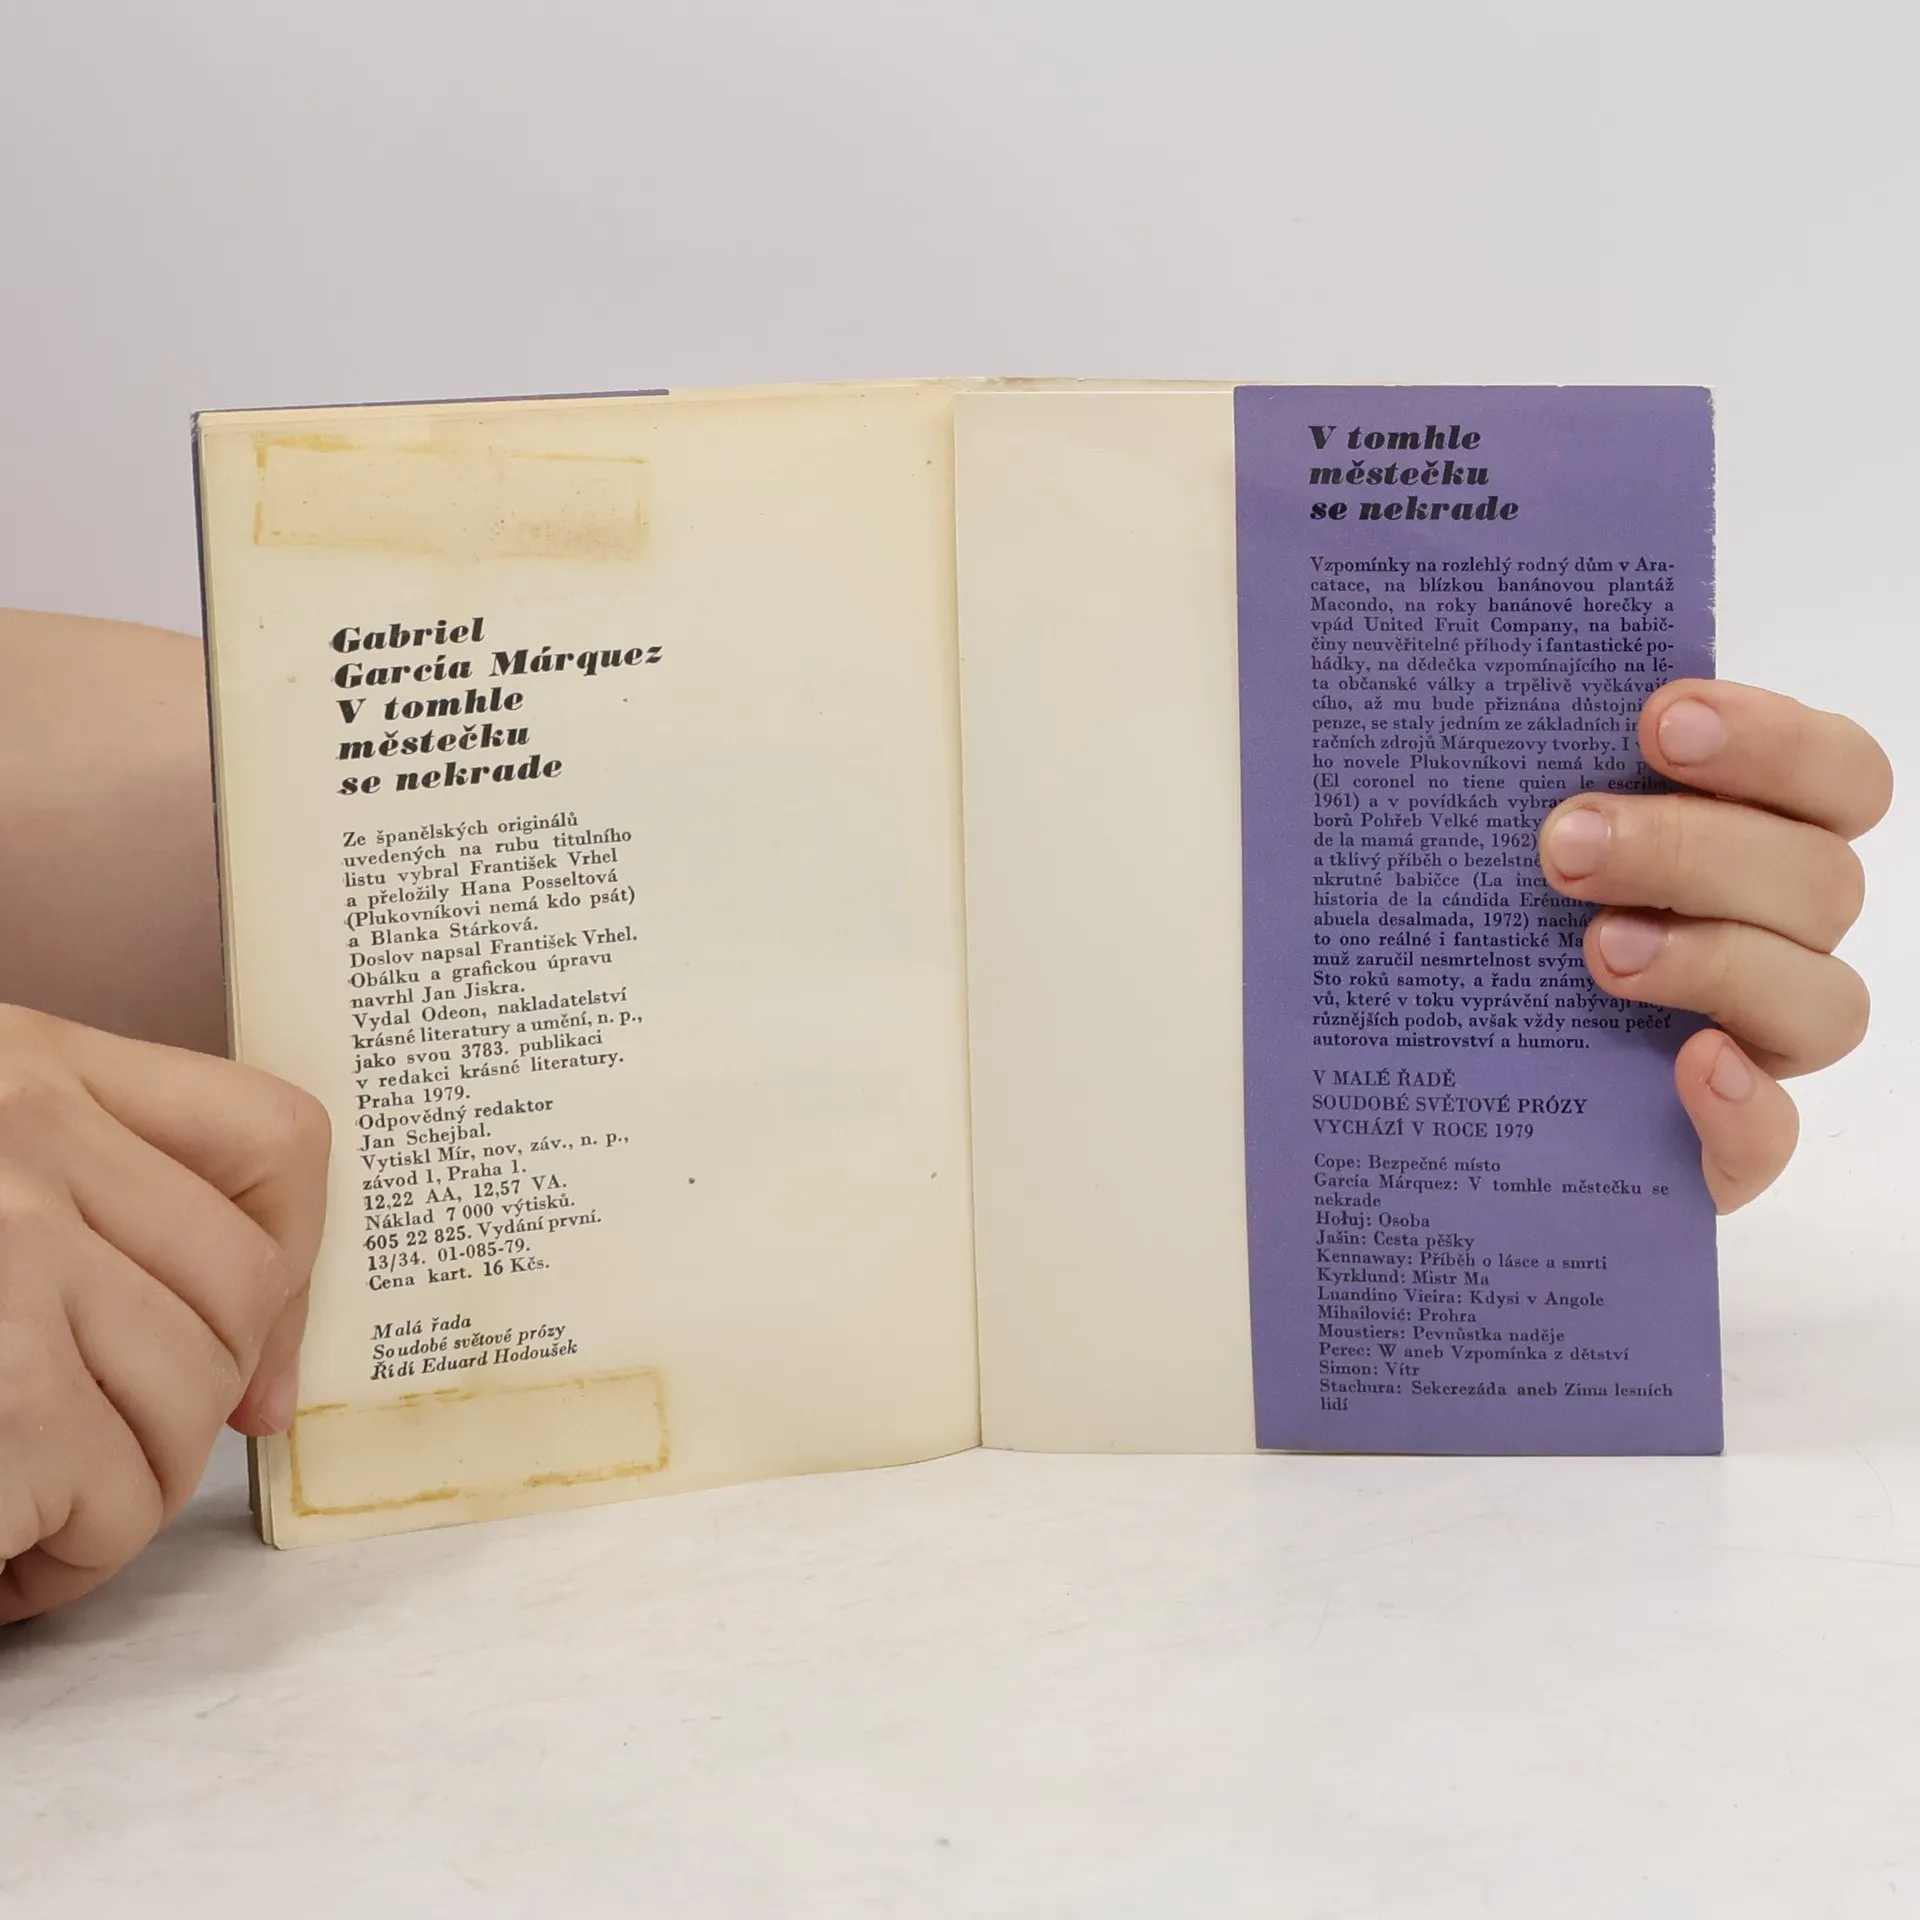 Gabriel
García Márquez
V tomhle
městečku
se nekrade
Ze španělských originálů
uvedených na rubu titulního
listu vybral František Vrhel
a přeložily Hana Posseltová
(Plukovníkovi nemá kdo psát)
a Blanka Stárková.
Doslov napsal František Vrhel.
Obálku a grafickou úpravu
navrhl Jan Jiskra.
Vydal Odeon, nakladatelství
krásné literatury a umění, n. p.,
jako svou 3783. publikaci
v redakci krásné literatury.
Praha 1979.
Odpovědný redaktor
Jan Schejbal.
Vytiskl Mír, nov, záv., n. p.,
závod 1, Praha 1.
12,22 AA, 12,57 VA.
Náklad 7 000 výtisků.
605 22 825. Vydání první.
13/34. 01-085-79.
Cena kart. 16 Kčs.
Malá řada
Soudobé světové prózy
Řídí Eduard Hodoušek
V tomhle
městečku
se nekrade
Vzpomínky na rozlehlý rodný dům v Ara-
catace, na blízkou banánovou plantáž
Macondo, na roky banánové horečky a
vpád United Fruit Company, na babič-
činy neuvěřitelné příhody i fantastické po-
hádky, na dědečka vzpomínajícího na lé-
ta občanské války a trpělivě vyčkávají-
cího, až mu bude přiznána
penze, se staly jedním ze základních
račních zdrojů Márquezovy tvorby. I
ho novele Plukovníkovi nemá kdo
(El coronel no tiene quien le escriba,
1961) a v povídkách
borů Pohřeb Velké matky
de la mamá grande, 1962)
a tklivý příběh o
ukrutné babičce (La
historia de la cándida
abuela desalmada, 1972)
to ono reálné i fantastické
muž zaručil nesmrtelnost
Sto roků samoty, a řadu
vů, které v toku vyprávění nabývají nej-
různějších podob, avšak vždy nesou pečeť
autorova mistrovství a humoru.
V MALÉ ŘADĚ
SOUDOBÉ SVĚTOVÉ PRÓZY
VYCHÁZÍ V ROCE 1979
Cope: Bezpečné místo
García Márquez: V tomhle městečku se
nekrade
Hołuj: Osoba
Jašin: Cesta pěšky
Kennaway: Příběh o lásce a smrti
Kyrklund: Mistr Ma
Luandino Vieira: Kdysi v Angole
Mihailović: Prohra
Moustiers: Pevnůstka naděje
Perec: W aneb Vzpomínka z dětství
Simon: Vítr
Stachura: Sekerezáda aneb Zima lesních
lidí